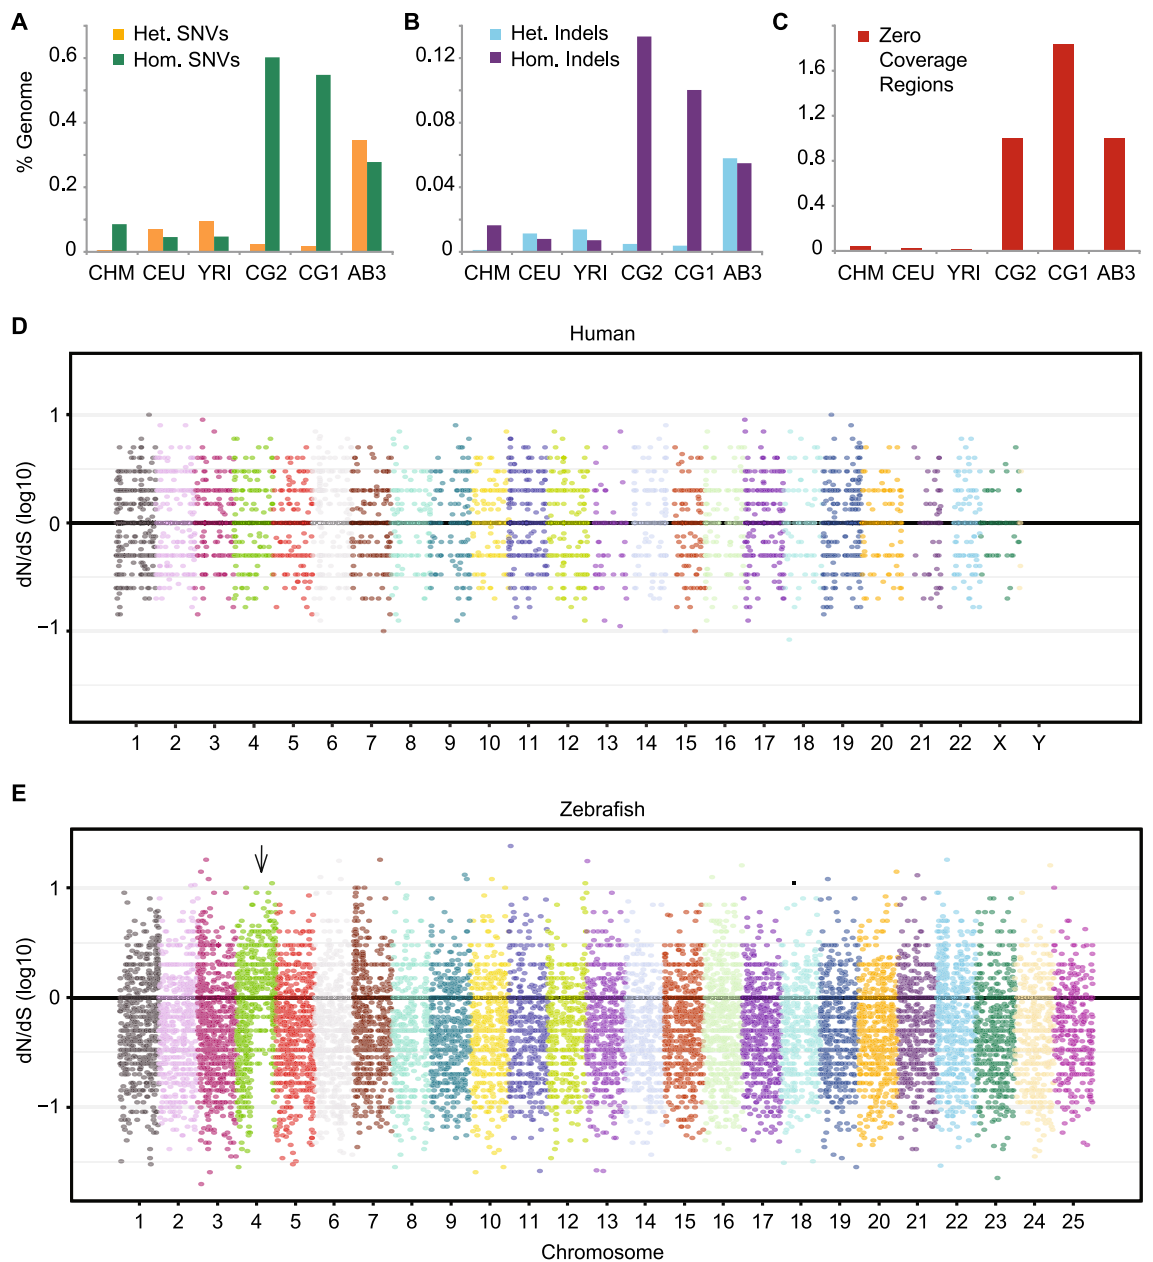 A
Het. SNVs
Hom. SNVs
% Genome
0.6
0.4
0.2
0
CHM CEU YRI CG2 CG1 AB3
B
Het. Indels
Hom. Indels
0.12
0.08
0.04
0
CHM CEU YRI CG2 CG1 AB3
C
Zero
Coverage
Regions
1.6
1.2
0.8
0.4
0
CHM CEU YRI CG2 CG1 AB3
D
Human
dN/dS (log10)
1
0
−1
1 2 3 4 5 6 7 8 9 10 11 12 13 14 15 16 17 18 19 20 21 22 X Y
E
Zebrafish
dN/dS (log10)
1
0
−1
1 2 3 4 5 6 7 8 9 10 11 12 13 14 15 16 17 18 19 20 21 22 23 24 25
Chromosome